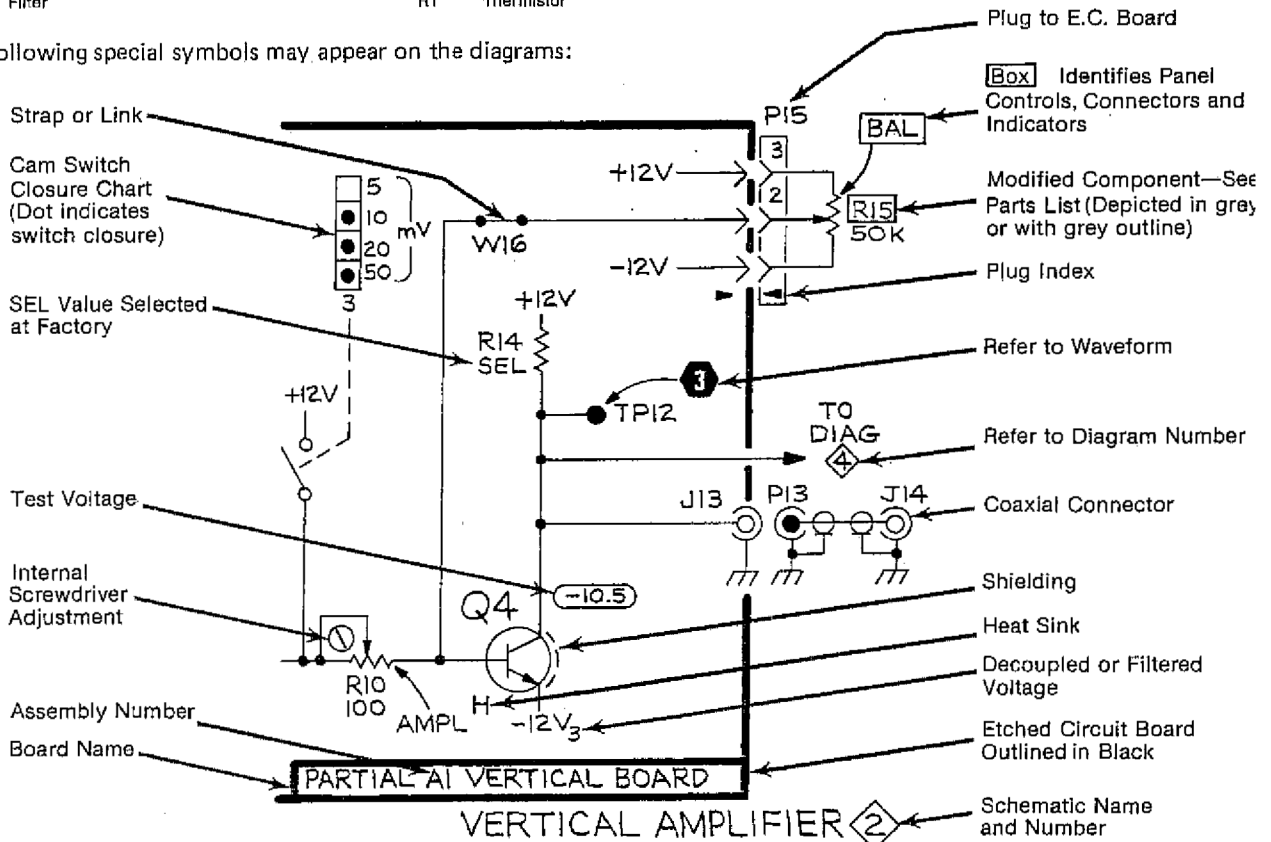 Filter
RT Thermistor
ollowing special symbols may appear on the diagrams:
Strap or Link
Cam Switch
Closure Chart
(Dot indicates
switch closure)
SEL Value Selected
at Factory
Test Voltage
Internal
Screwdriver
Adjustment
Assembly Number
Board Name
5
10
20
50
mV
3
+12V
W16
+12V
-12V
+12V
R14
SEL
3
TP12
TO
DIAG
4
P15
3
2
BAL
R15
50K
J13
P13
J14
-10.5
Q4
R10
100
AMPL
H
-12V3
PARTIAL A1 VERTICAL BOARD
VERTICAL AMPLIFIER 2
Plug to E.C. Board
Box Identifies Panel
Controls, Connectors and
Indicators
Modified Component—See
Parts List (Depicted in grey
or with grey outline)
Plug Index
Refer to Waveform
Refer to Diagram Number
Coaxial Connector
Shielding
Heat Sink
Decoupled or Filtered
Voltage
Etched Circuit Board
Outlined in Black
Schematic Name
and Number